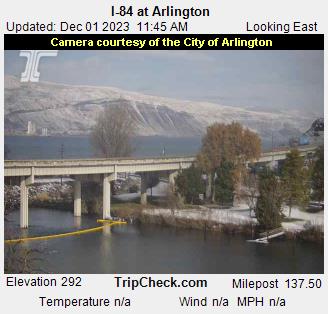 I-84 at Arlington
Updated: Dec 01 2023 11:45 AM Looking East
Camera courtesy of the City of Arlington
Elevation 292 TripCheck.com Milepost 137.50
Temperature n/a Wind n/a MPH n/a